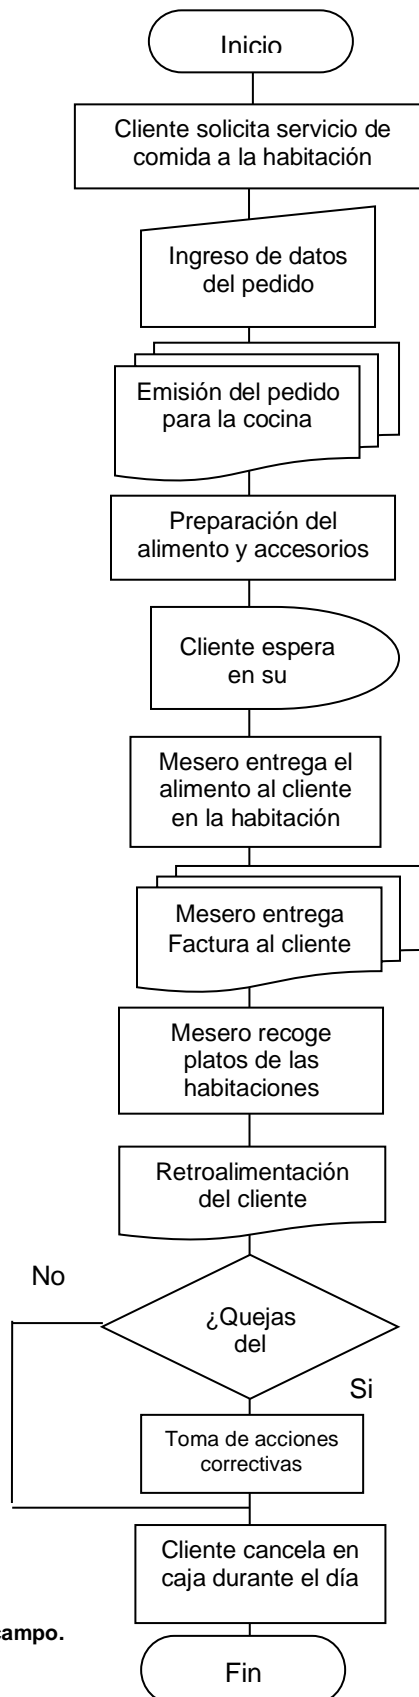 Inicio
Cliente solicita servicio de
comida a la habitación
Ingreso de datos
del pedido
Emisión del pedido
para la cocina
Preparación del
alimento y accesorios
Cliente espera
en su
Mesero entrega el
alimento al cliente
en la habitación
Mesero entrega
Factura al cliente
Mesero recoge
platos de las
habitaciones
Retroalimentación
del cliente
No
¿Quejas
del
Si
Toma de acciones
correctivas
Cliente cancela en
caja durante el día
campo.
Fin